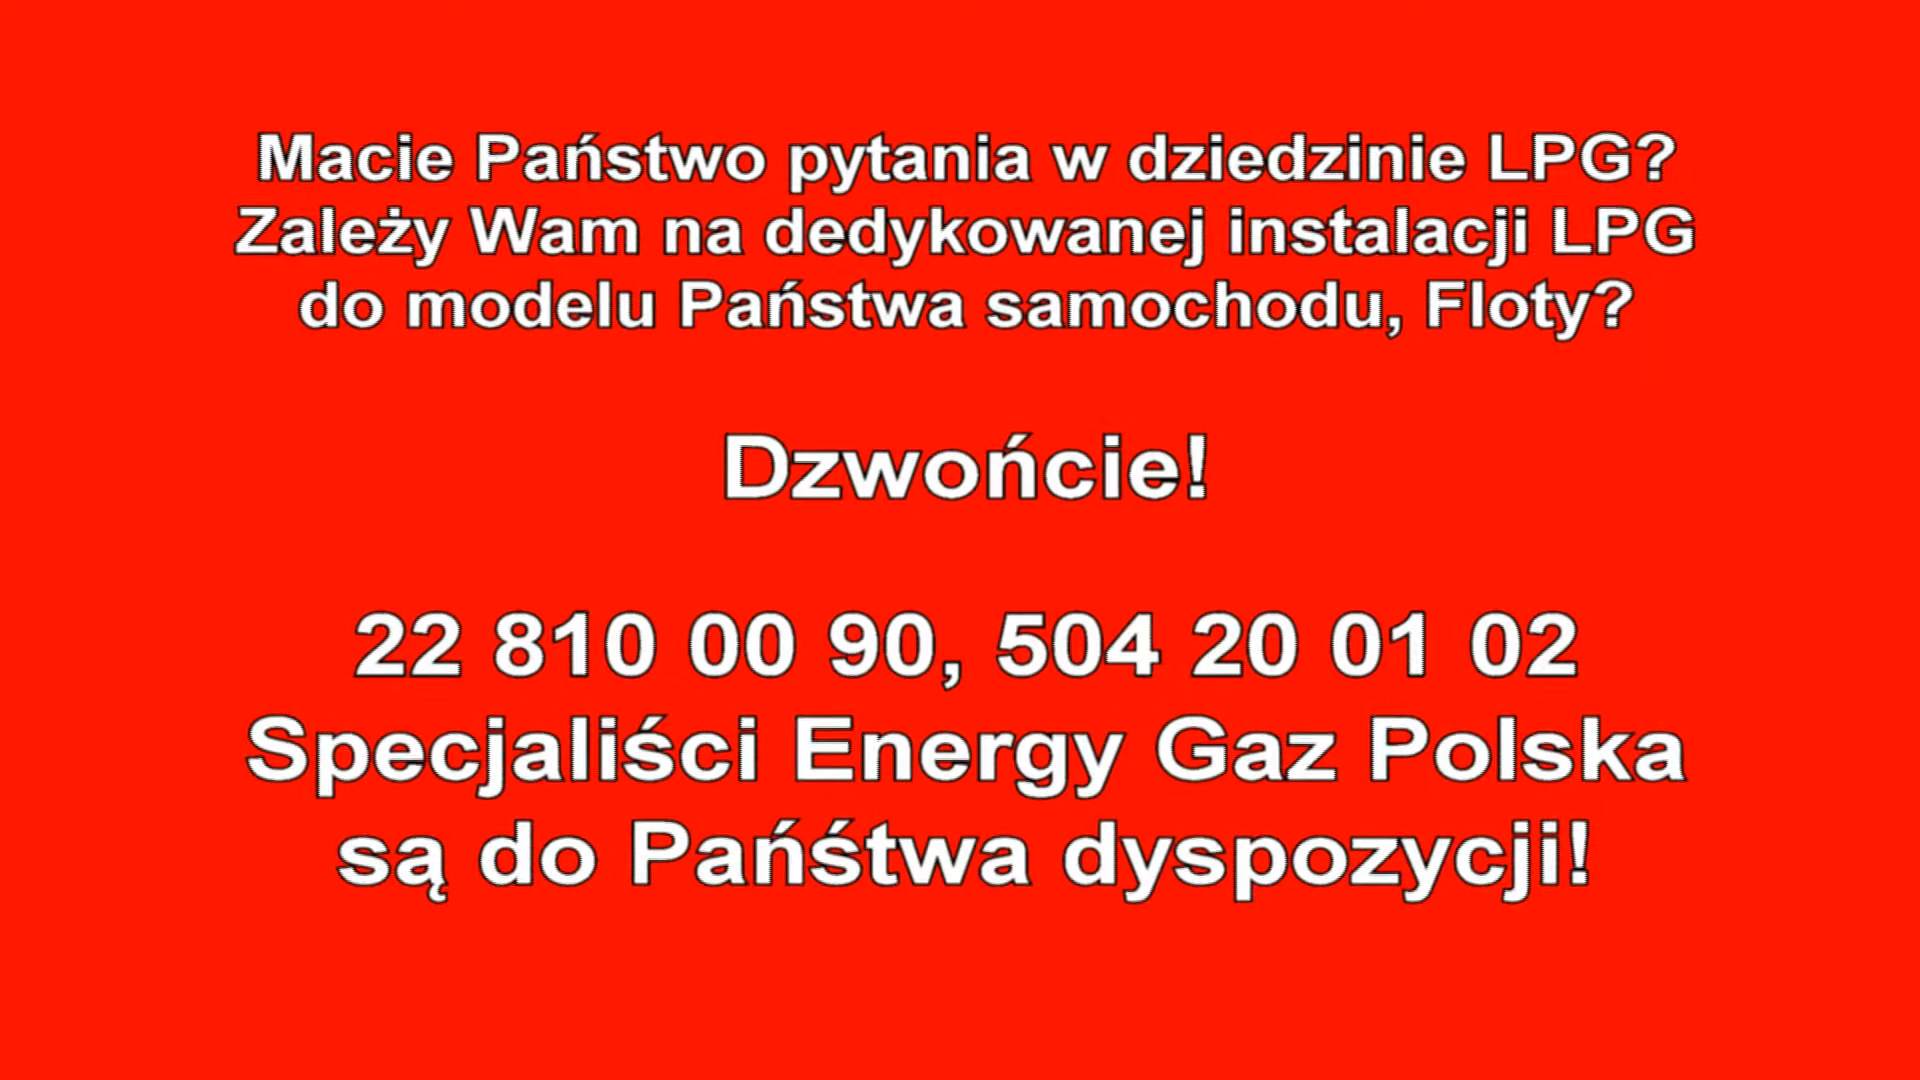 Macie Państwo pytania w dziedzinie LPG?
Zależy Wam na dedykowanej instalacji LPG
do modelu Państwa samochodu, Floty?
Dzwońcie!
22 810 00 90, 504 20 01 02
Specjaliści Energy Gaz Polska
są do Pańśtwa dyspozycji!